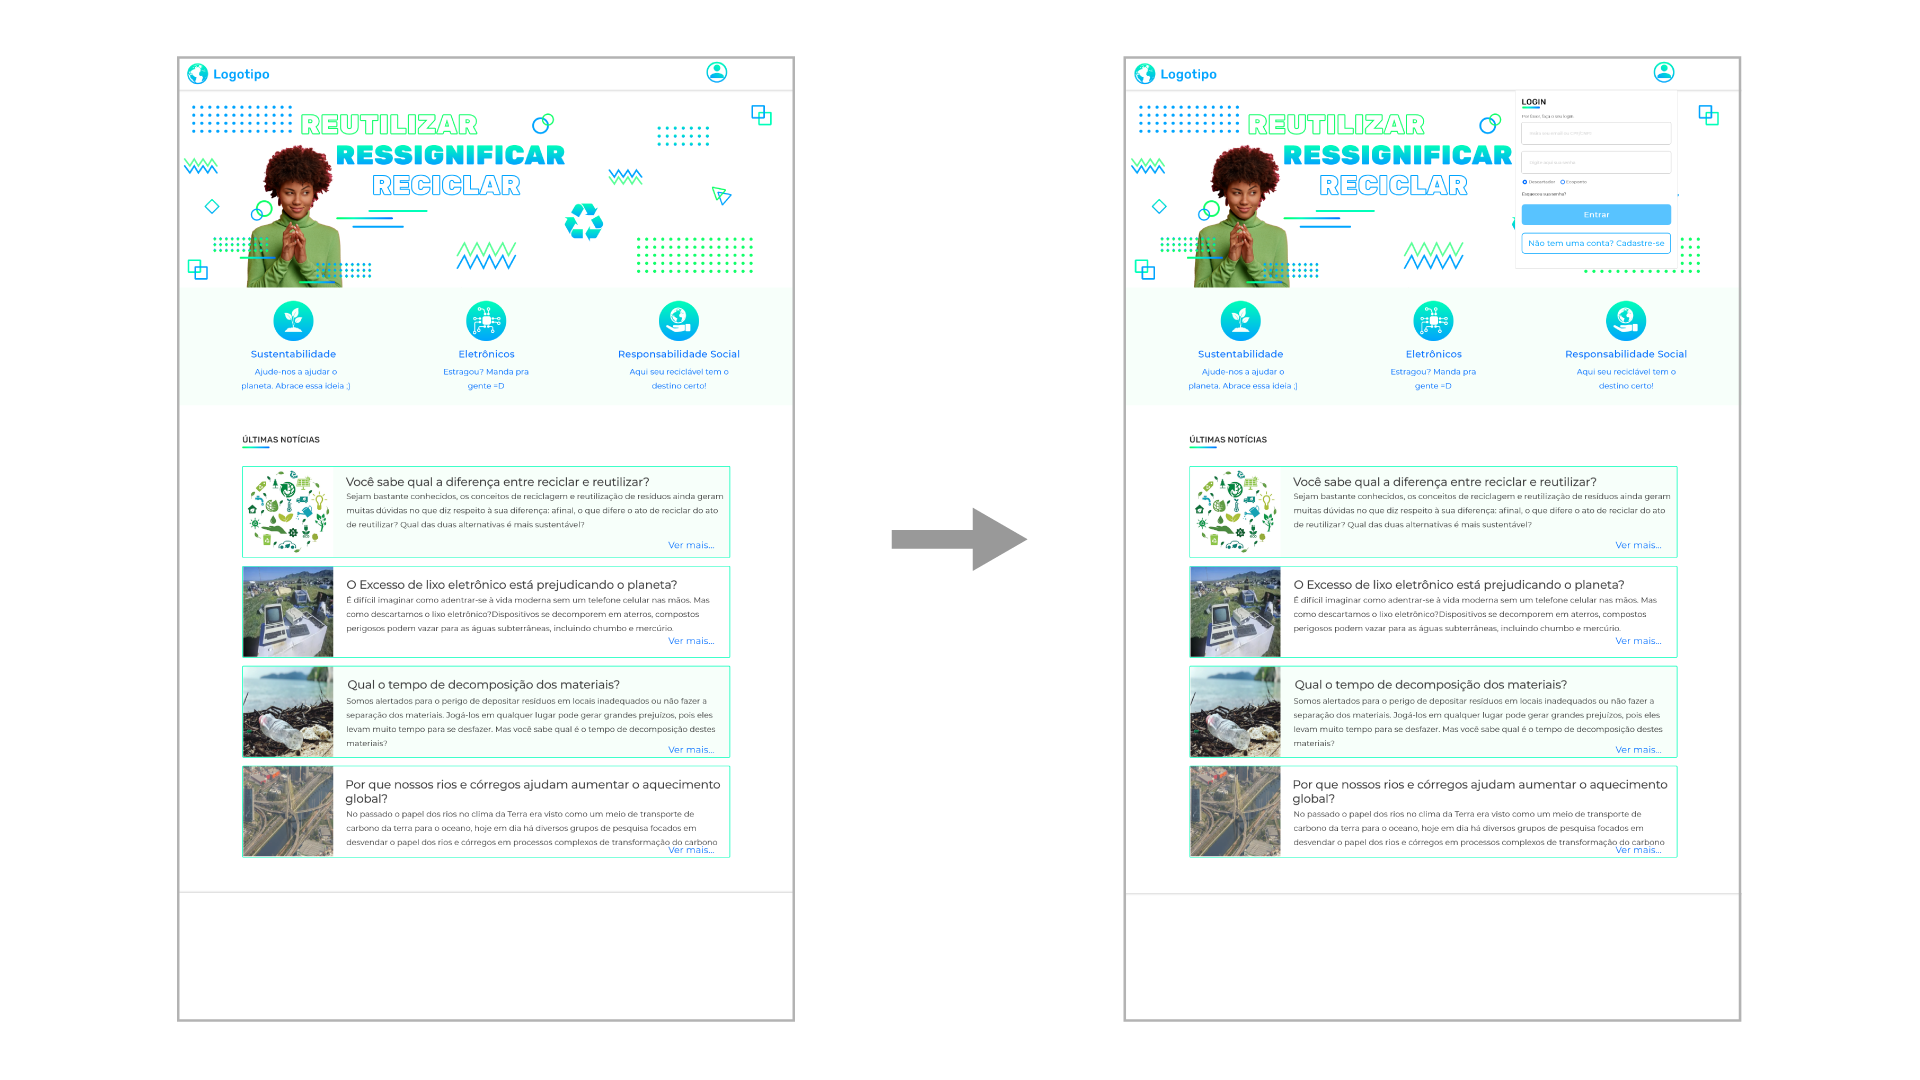 Logotipo
REUTILIZAR
RESSIGNIFICAR
RECICLAR
Sustentabilidade
Ajude-nos a ajudar o
planeta. Abrace essa ideia ;)
Eletrônicos
Estragou? Manda pra
gente =D
Responsabilidade Social
Aqui seu reciclável tem o
destino certo!
ÚLTIMAS NOTÍCIAS
Você sabe qual a diferença entre reciclar e reutilizar?
Sejam bastante conhecidos, os conceitos de reciclagem e reutilização de resíduos ainda geram
muitas dúvidas no que diz respeito à sua diferença: afinal, o que difere o ato de reciclar do ato
de reutilizar? Qual das duas alternativas é mais sustentável?
Ver mais...
O Excesso de lixo eletrônico está prejudicando o planeta?
É difícil imaginar como adentrar-se à vida moderna sem um telefone celular nas mãos. Mas
como descartamos o lixo eletrônico?Dispositivos se decomporem em aterros, compostos
perigosos podem vazar para as águas subterrâneas, incluindo chumbo e mercúrio.
Ver mais...
Qual o tempo de decomposição dos materiais?
Somos alertados para o perigo de depositar resíduos em locais inadequados ou não fazer a
separação dos materiais. Jogá-los em qualquer lugar pode gerar grandes prejuízos, pois eles
levam muito tempo para se desfazer. Mas você sabe qual é o tempo de decomposição destes
materiais?
Ver mais...
Por que nossos rios e córregos ajudam aumentar o aquecimento
global?
No passado o papel dos rios no clima da Terra era visto como um meio de transporte de
carbono da terra para o oceano, hoje em dia há diversos grupos de pesquisa focados em
desvendar o papel dos rios e córregos em processos complexos de transformação do carbono
Ver mais...
Logotipo
REUTILIZAR
RESSIGNIFICAR
RECICLAR
LOGIN
Por favor, faça o seu login
Descartador
Ecoponto
Esqueceu sua senha?
Entrar
Não tem uma conta? Cadastre-se
Sustentabilidade
Ajude-nos a ajudar o
planeta. Abrace essa ideia ;)
Eletrônicos
Estragou? Manda pra
gente =D
Responsabilidade Social
Aqui seu reciclável tem o
destino certo!
ÚLTIMAS NOTÍCIAS
Você sabe qual a diferença entre reciclar e reutilizar?
Sejam bastante conhecidos, os conceitos de reciclagem e reutilização de resíduos ainda geram
muitas dúvidas no que diz respeito à sua diferença: afinal, o que difere o ato de reciclar do ato
de reutilizar? Qual das duas alternativas é mais sustentável?
Ver mais...
O Excesso de lixo eletrônico está prejudicando o planeta?
É difícil imaginar como adentrar-se à vida moderna sem um telefone celular nas mãos. Mas
como descartamos o lixo eletrônico?Dispositivos se decomporem em aterros, compostos
perigosos podem vazar para as águas subterrâneas, incluindo chumbo e mercúrio.
Ver mais...
Qual o tempo de decomposição dos materiais?
Somos alertados para o perigo de depositar resíduos em locais inadequados ou não fazer a
separação dos materiais. Jogá-los em qualquer lugar pode gerar grandes prejuízos, pois eles
levam muito tempo para se desfazer. Mas você sabe qual é o tempo de decomposição destes
materiais?
Ver mais...
Por que nossos rios e córregos ajudam aumentar o aquecimento
global?
No passado o papel dos rios no clima da Terra era visto como um meio de transporte de
carbono da terra para o oceano, hoje em dia há diversos grupos de pesquisa focados em
desvendar o papel dos rios e córregos em processos complexos de transformação do carbono
Ver mais...